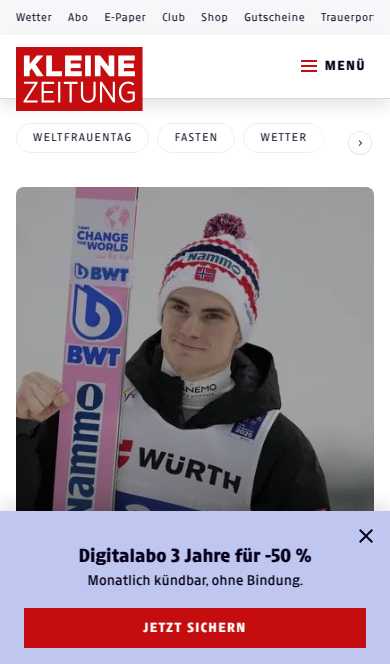 Wetter Abo E-Paper Club Shop Gutscheine Trauerpor
KLEINE
ZEITUNG
MENÜ
WELTFRAUENTAG FASTEN WETTER
CHANGE
THE
WORLD
BWT
BWT
nammo
nammo
NEMO
WÜRTH
Digitalabo 3 Jahre für -50 %
Monatlich kündbar, ohne Bindung.
JETZT SICHERN